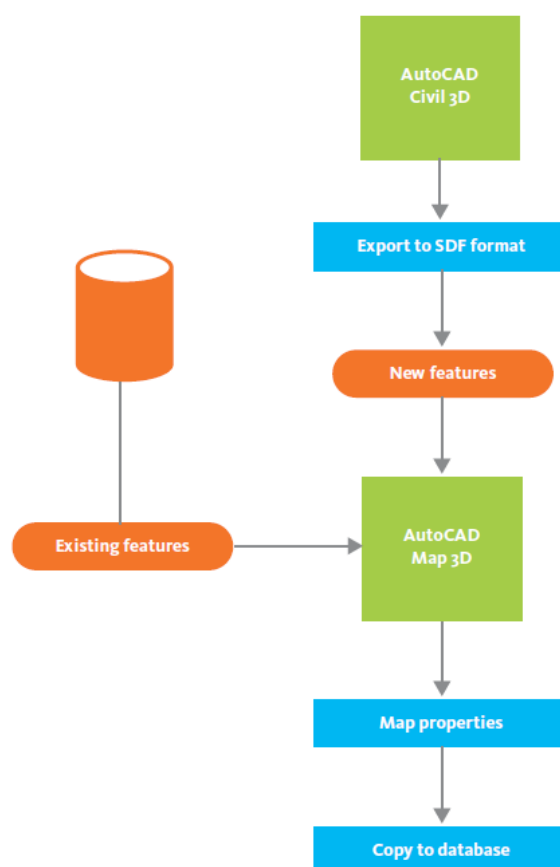 AutoCAD
Civil 3D
Export to SDF format
New features
Existing features
AutoCAD
Map 3D
Map properties
Copy to database